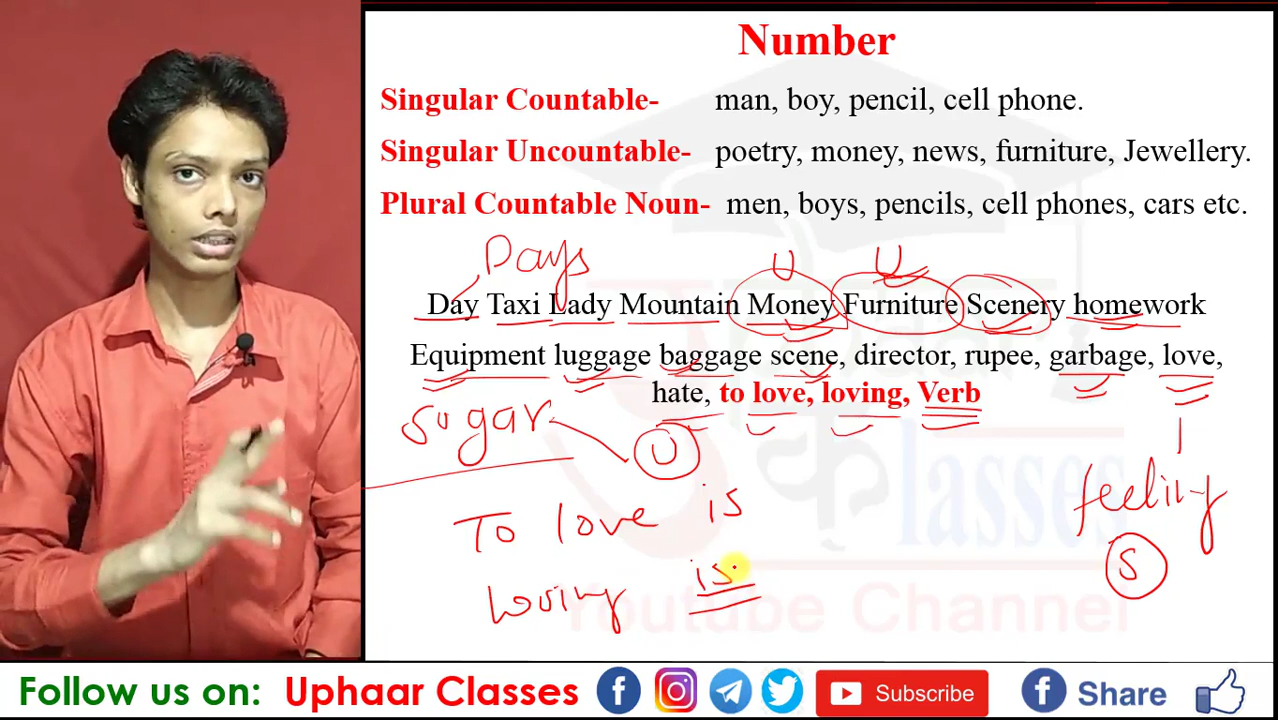 Number
Singular Countable- man, boy, pencil, cell phone.
Singular Uncountable- poetry, money, news, furniture, Jewellery.
Plural Countable Noun- men, boys, pencils, cell phones, cars etc.
Days
U U
Day Taxi Lady Mountain Money Furniture Scenery homework
Equipment luggage baggage scene, director, rupee, garbage, love,
hate, to love, loving, Verb
Sugar U
feeling
S
To love is
loving is
क
lasses
Youtube Channel
Follow us on: Uphaar Classes Subscribe Share